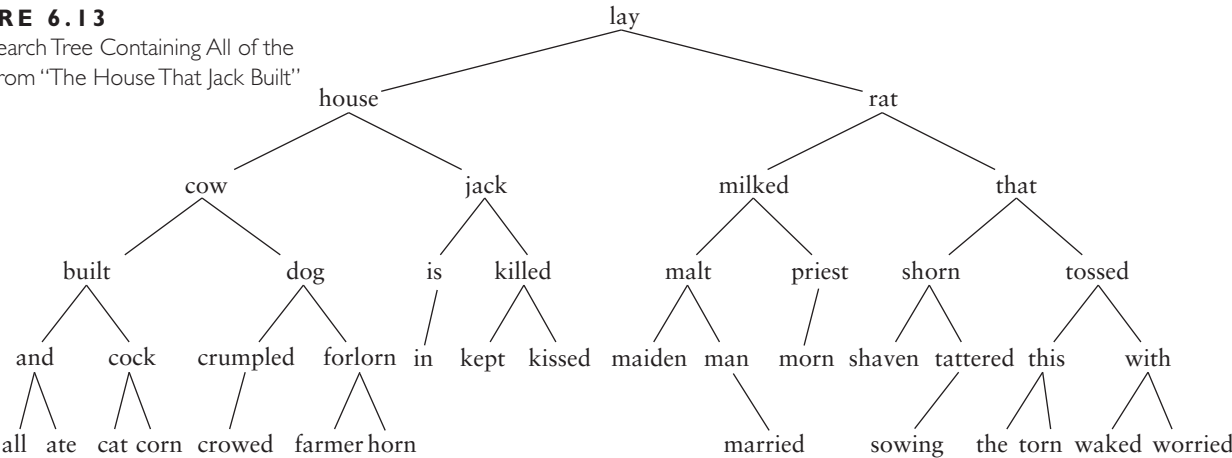 RE 6.13
earch Tree Containing All of the
rom “The House That Jack Built”
lay
house rat
cow jack milked that
built dog is killed malt priest shorn tossed
and cock crumpled forlorn in kept kissed maiden man morn shaven tattered this with
all ate cat corn crowed farmer horn married sowing the torn waked worried